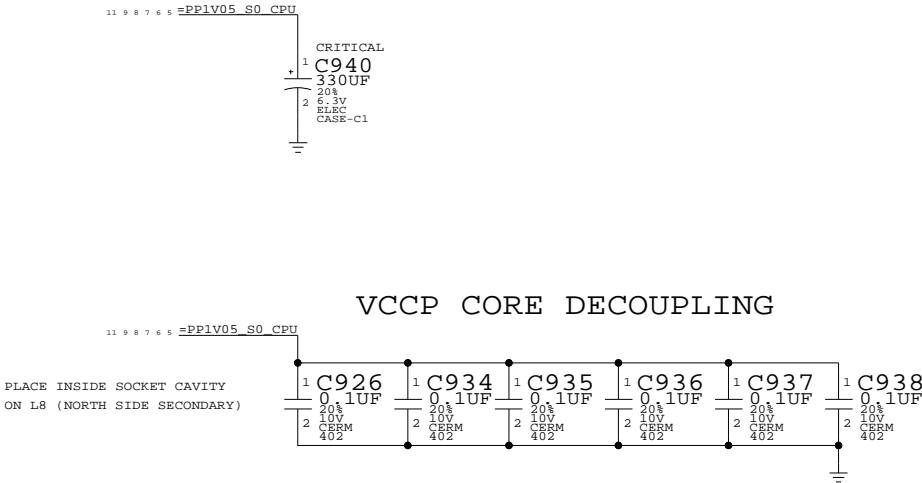 11 9 8 7 6 5 =PP1V05_S0_CPU
CRITICAL
1 C940
+
330UF
20%
2 6.3V
ELEC
CASE-C1
VCCP CORE DECOUPLING
11 9 8 7 6 5 =PP1V05_S0_CPU
PLACE INSIDE SOCKET CAVITY
ON L8 (NORTH SIDE SECONDARY)
1 C926 1 C934 1 C935 1 C936 1 C937 1 C938
0.1UF 0.1UF 0.1UF 0.1UF 0.1UF 0.1UF
20% 20% 20% 20% 20% 20%
2 10V 2 10V 2 10V 2 10V 2 10V 2 10V
CERM CERM CERM CERM CERM CERM
402 402 402 402 402 402